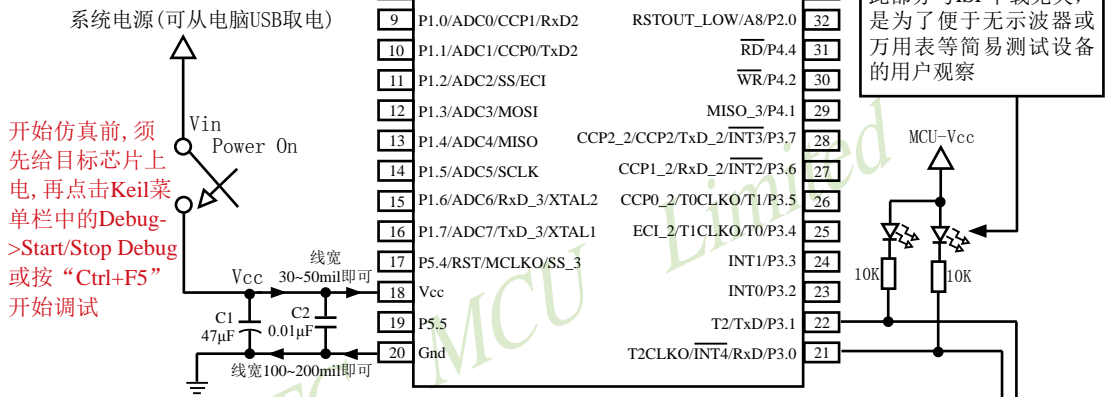 系统电源(可从电脑USB取电)
是为了便于无示波器或
万用表等简易测试设备
的用户观察
9 P1.0/ADC0/CCP1/RxD2
10 P1.1/ADC1/CCP0/TxD2
11 P1.2/ADC2/SS/ECI
12 P1.3/ADC3/MOSI
13 P1.4/ADC4/MISO
14 P1.5/ADC5/SCLK
15 P1.6/ADC6/RxD_3/XTAL2
16 P1.7/ADC7/TxD_3/XTAL1
17 P5.4/RST/MCLKO/SS_3
18 Vcc
19 P5.5
20 Gnd
RSTOUT_LOW/A8/P2.0 32
RD/P4.4 31
WR/P4.2 30
MISO_3/P4.1 29
CCP2_2/CCP2/TxD_2/INT3/P3.7 28
CCP1_2/RxD_2/INT2/P3.6 27
CCP0_2/T0CLKO/T1/P3.5 26
ECI_2/T1CLKO/T0/P3.4 25
INT1/P3.3 24
INT0/P3.2 23
T2/TxD/P3.1 22
T2CLKO/INT4/RxD/P3.0 21
Vin
Power On
开始仿真前,须
先给目标芯片上
电,再点击Keil菜
单栏中的Debug-
>Start/Stop Debug
或按“Ctrl+F5”
开始调试
Vcc
线宽
30~50mil即可
C1
47μF
C2
0.01μF
线宽100~200mil即可
MCU-Vcc
10K
10K
MCU Limited